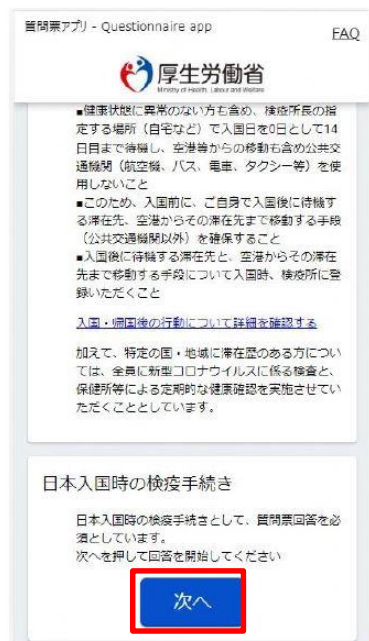 質問票アプリ - Questionnaire app
FAQ
厚生労働省
Ministry of Health, Labour and Welfare
■健康状態に異常のない方も含め、検疫所長の指
定する場所（自宅など）で入国日を0日として14
日目まで待機し、空港等からの移動も含め公共交
通機関（航空機、バス、電車、タクシー等）を使
用しないこと
■このため、入国前に、ご自身で入国後に待機す
る滞在先、空港からその滞在先まで移動する手段
（公共交通機関以外）を確保すること
■入国後に待機する滞在先と、空港からの滞在
先まで移動する手段について入国時、検疫所に登
録いただくこと
入国・帰国後の行動について詳細を確認する
加えて、特定の国・地域に滞在歴のある方につい
ては、全員に新型コロナウイルスに係る検査と、
保健所等による定期的な健康確認を実施させてい
ただくこととしています。
日本入国時の検疫手続き
日本入国時の検疫手続きとして、質問票回答を必
須としています。
次へを押して回答を開始してください
次へ